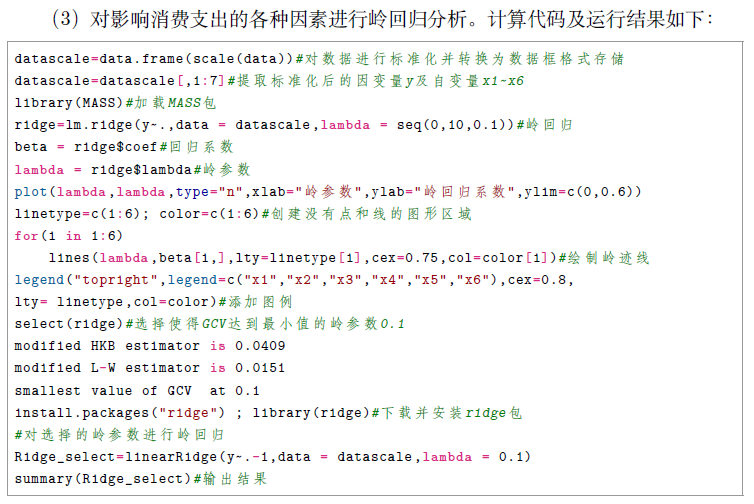 (3) 对影响消费支出的各种因素进行岭回归分析。计算代码及运行结果如下：
datascale=data.frame(scale(data))#对数据进行标准化并转换为数据框格式存储
datascale=datascale[,1:7]#提取标准化后的因变量y及自变量x1~x6
library(MASS)#加载MASS包
ridge=lm.ridge(y~.,data = datascale,lambda = seq(0,10,0.1))#岭回归
beta = ridge$coef#回归系数
lambda = ridge$lambda#岭参数
plot(lambda,lambda,type="n",xlab="岭参数",ylab="岭回归系数",ylim=c(0,0.6))
linetype=c(1:6); color=c(1:6)#创建没有点和线的图形区域
for(i in 1:6)
    lines(lambda,beta[i,],lty=linetype[i],cex=0.75,col=color[i])#绘制岭迹线
legend("topright",legend=c("x1","x2","x3","x4","x5","x6"),cex=0.8,
lty= linetype,col=color)#添加图例
select(ridge)#选择使得GCV达到最小值的岭参数0.1
modified HKB estimator is 0.0409
modified L-W estimator is 0.0151
smallest value of GCV  at 0.1
install.packages("ridge") ; library(ridge)#下载并安装ridge包
#对选择的岭参数进行岭回归
Ridge_select=linearRidge(y~.-1,data = datascale,lambda = 0.1)
summary(Ridge_select)#输出结果